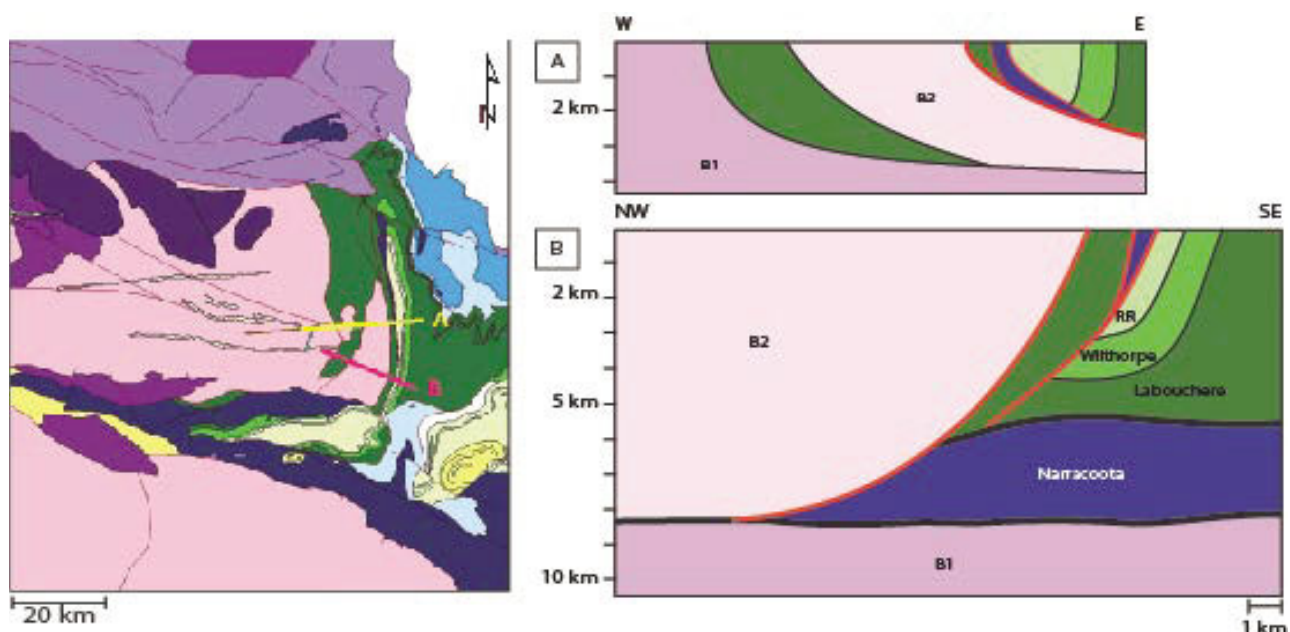 N
A
B
20 km
W E
A
2 km
B2
B1
NW SE
B
2 km
B2
RR
Wilthorpe
Labouchere
5 km
Narracoota
B1
10 km
1 km